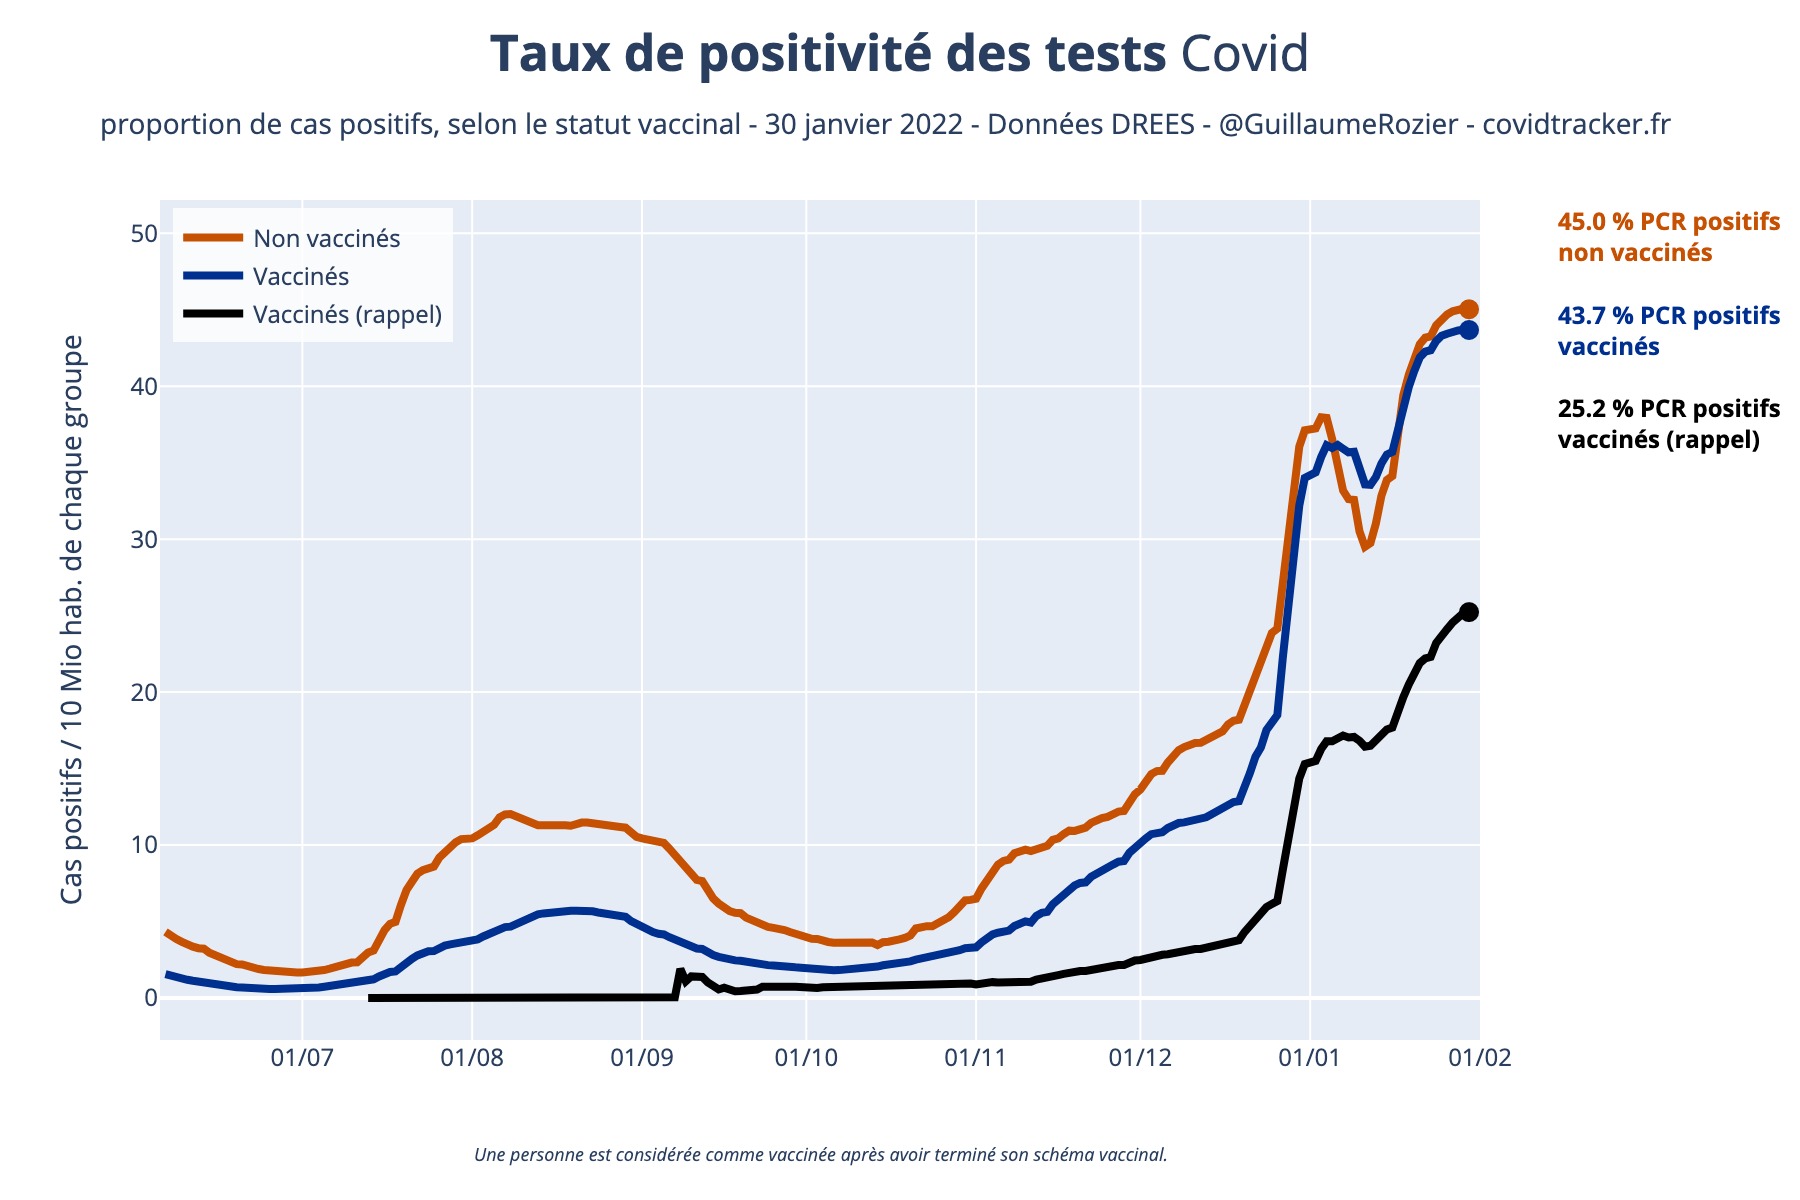 Taux de positivité des tests Covid
proportion de cas positifs, selon le statut vaccinal - 30 janvier 2022 - Données DREES - @GuillaumeRozier - covidtracker.fr
Non vaccinés
Vaccinés
Vaccinés (rappel)
45.0 % PCR positifs
non vaccinés
43.7 % PCR positifs
vaccinés
25.2 % PCR positifs
vaccinés (rappel)
Cas positifs / 10 Mio hab. de chaque groupe
50
40
30
20
10
0
01/07
01/08
01/09
01/10
01/11
01/12
01/01
01/02
Une personne est considérée comme vaccinée après avoir terminé son schéma vaccinal.